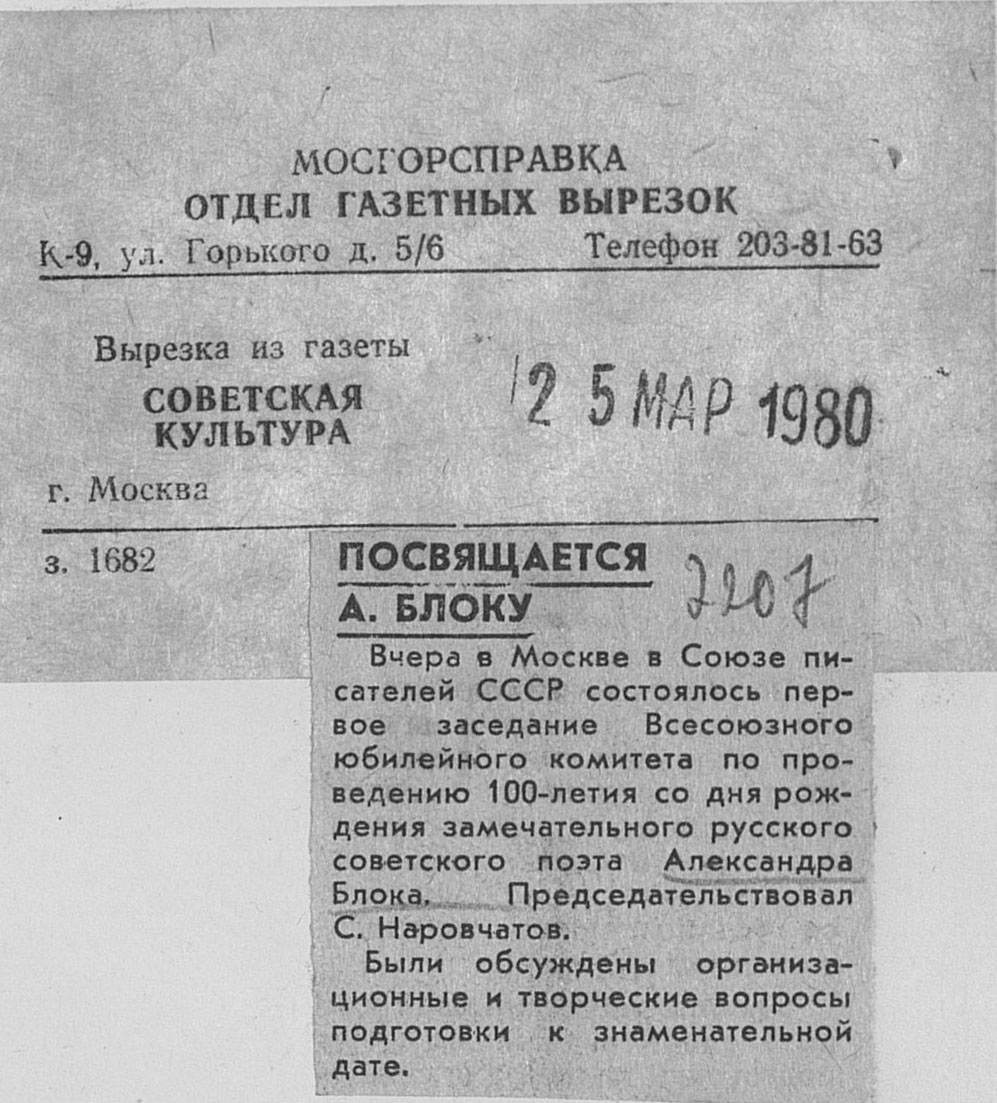 МОСГОРСПРАВКА
ОТДЕЛ ГАЗЕТНЫХ ВЫРЕЗОК
К-9, ул. Горького д. 5/6 Телефон 203-81-63
Вырезка из газеты
СОВЕТСКАЯ
КУЛЬТУРА
25 МАР 1980
г. Москва
з. 1682
ПОСВЯЩАЕТСЯ
А. БЛОКУ
2207
Вчера в Москве в Союзе пи-
сателей СССР состоялось пер-
вое заседание Всесоюзного
юбилейного комитета по про-
ведению 100-летия со дня рож-
дения замечательного русского
советского поэта Александра
Блока. Председательствовал
С. Наровчатов.
Были обсуждены организа-
ционные и творческие вопросы
подготовки к знаменательной
дате.